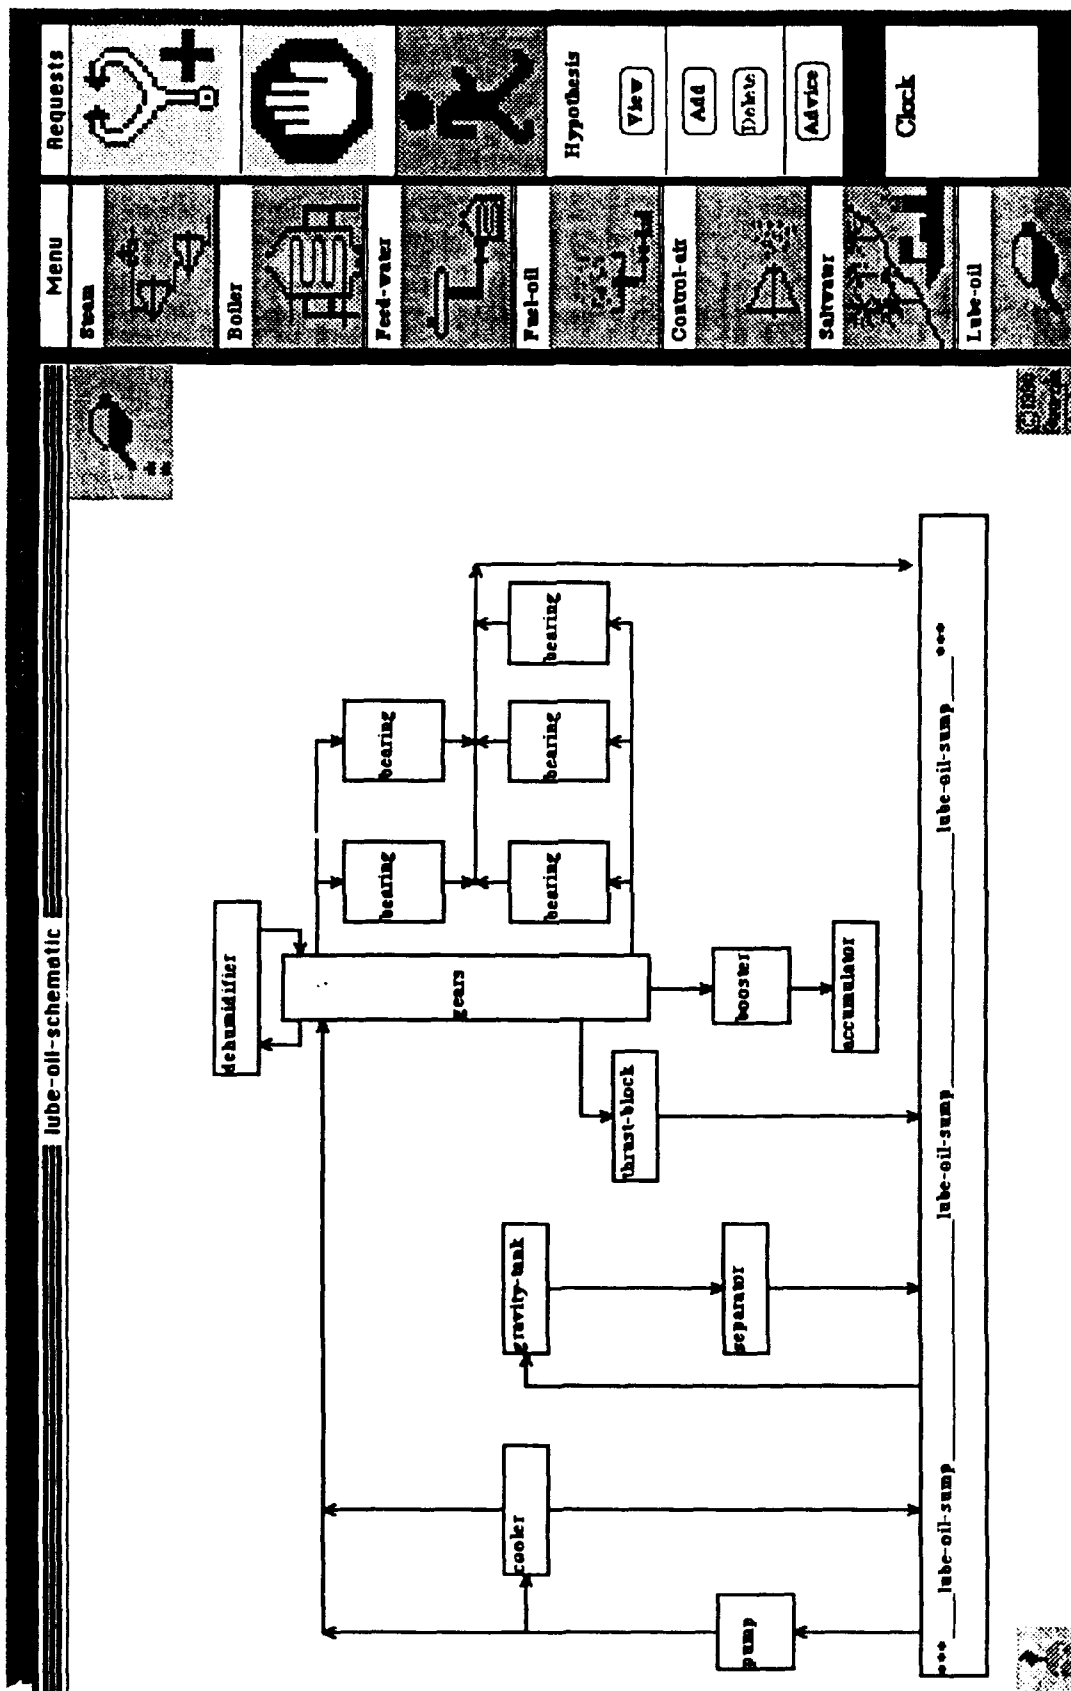 lube-oil-schematic
dehumidifier
gears
bearing
bearing
bearing
bearing
bearing
cooler
gravity-tank
thrust-block
booster
pump
separator
accumulator
*** lube-oil-sump lube-oil-sump lube-oil-sump ***
Menu
Steam
Boiler
Feed-water
Fuel-oil
Control-air
Saltwater
Lube-oil
Requests
Hypothesis
View
Add
Delete
Advice
Clock